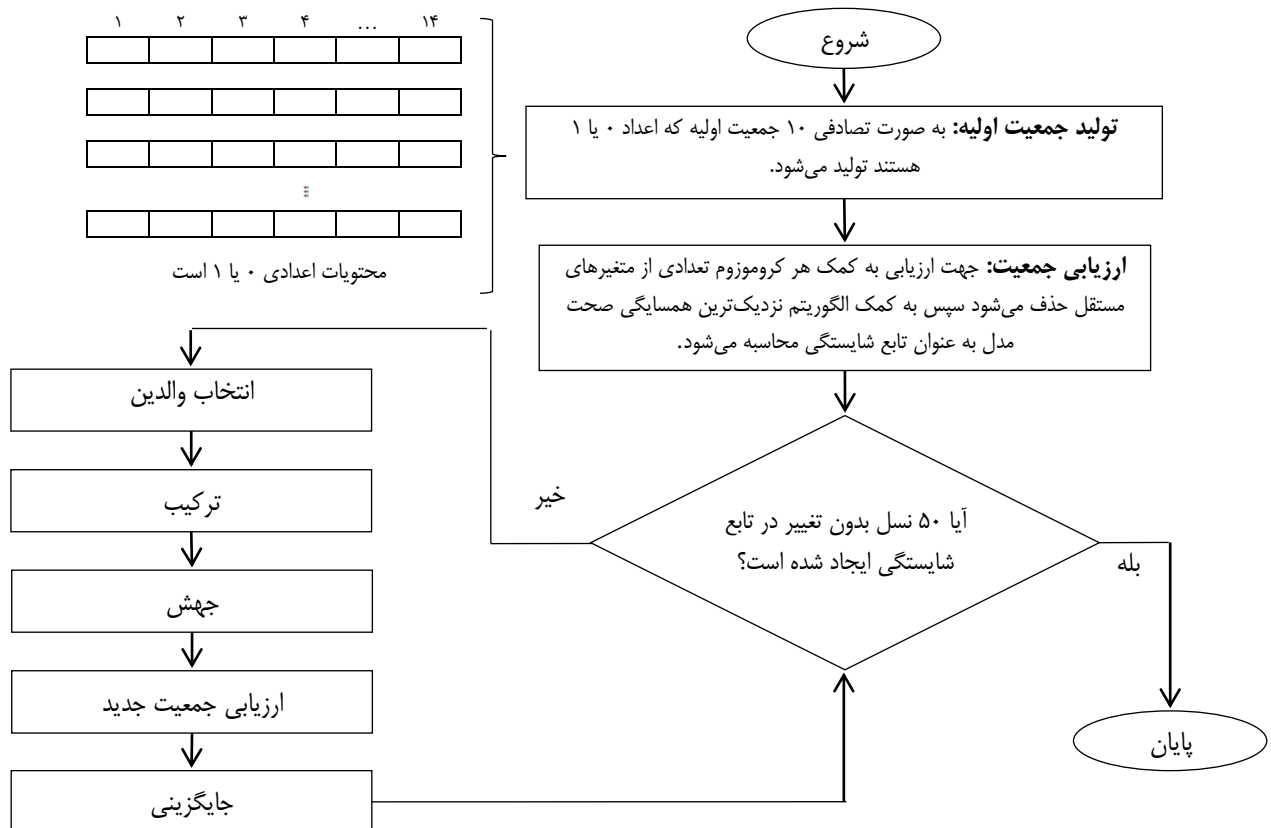 ۱ ۲ ۳ ۴ ... ۱۴
محتویات اعدادی ۰ یا ۱ است
شروع
تولید جمعیت اولیه: به صورت تصادفی ۱۰ جمعیت اولیه که اعداد ۰ یا ۱
هستند تولید می‌شود.
ارزیابی جمعیت: جهت ارزیابی به کمک هر کروموزوم تعدادی از متغیرهای
مستقل حذف می‌شود سپس به کمک الگوریتم نزدیک‌ترین همسایگی صحت
مدل به عنوان تابع شایستگی محاسبه می‌شود.
آیا ۵۰ نسل بدون تغییر در تابع
شایستگی ایجاد شده است؟
خیر
بله
انتخاب والدین
ترکیب
جهش
ارزیابی جمعیت جدید
جایگزینی
پایان